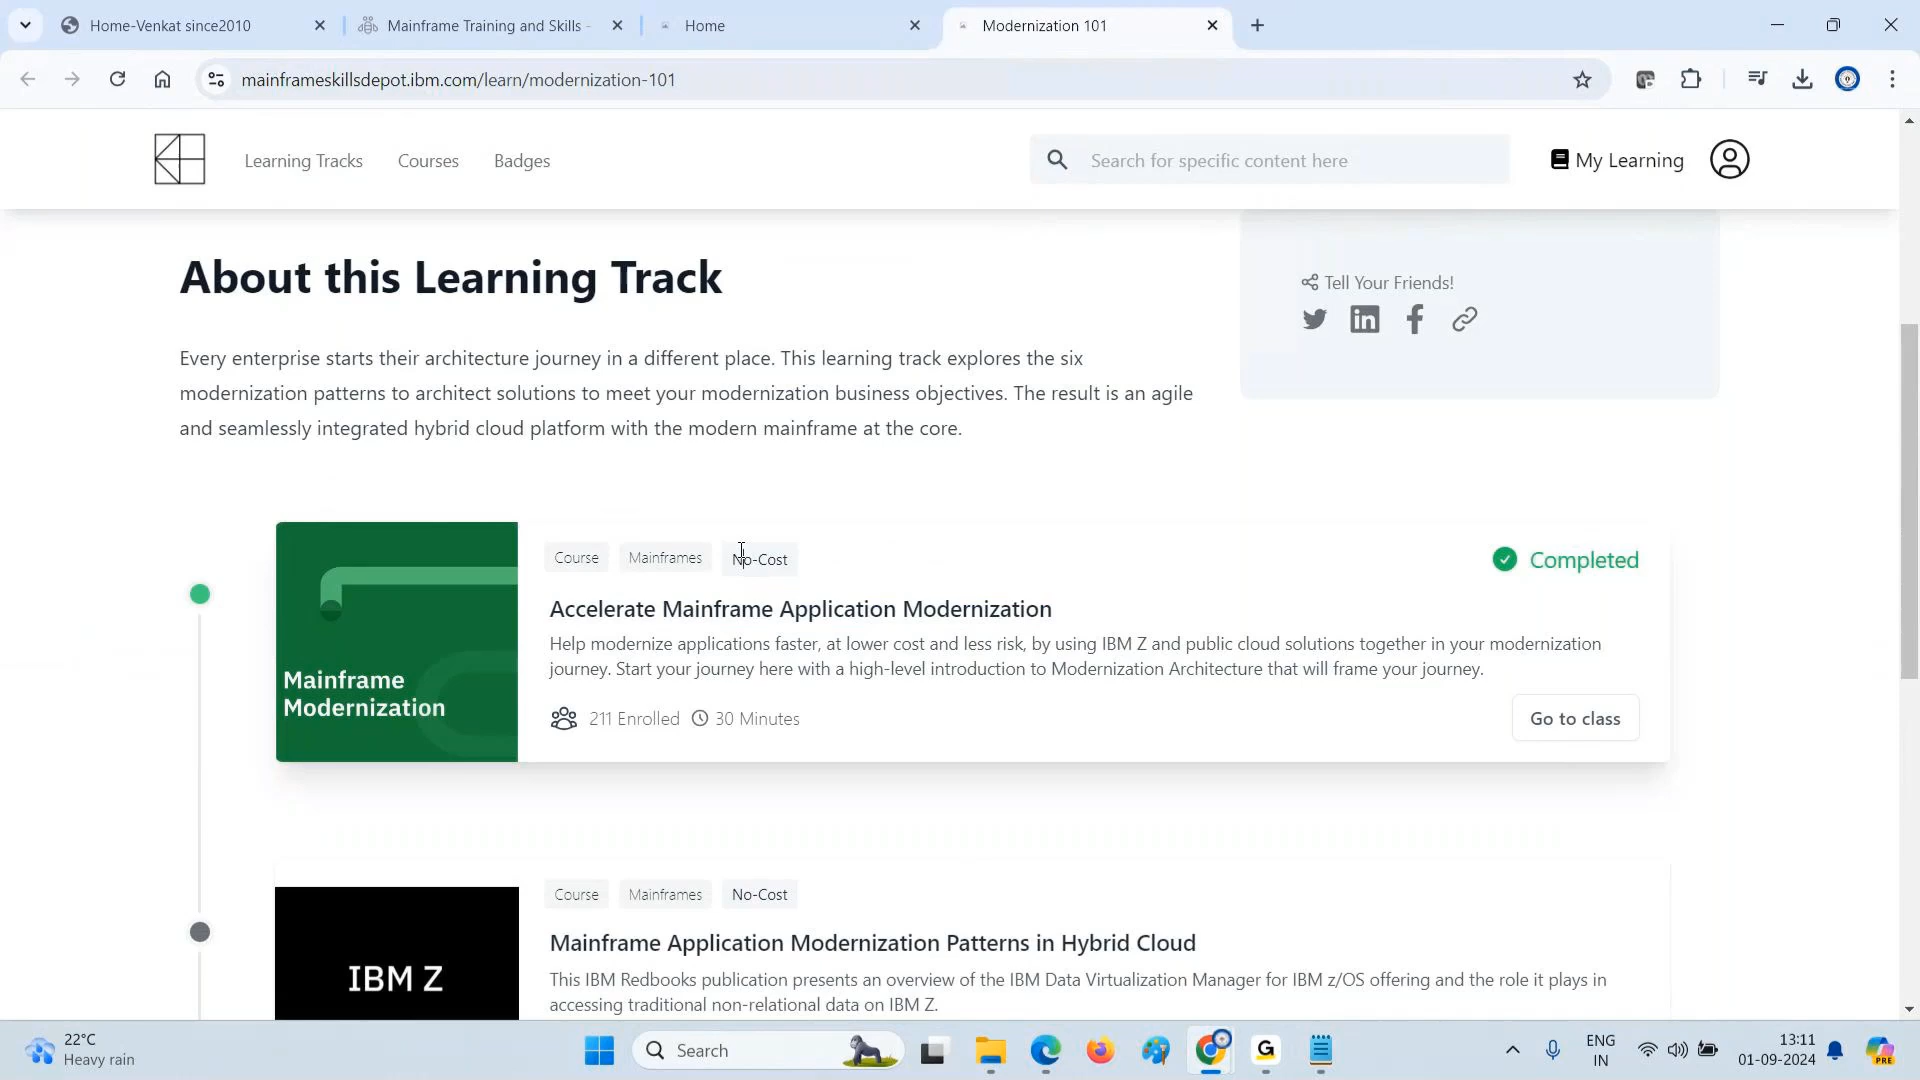 Home-Venkat since2010
Mainframe Training and Skills -
Home
Modernization 101
mainframeskillsdepot.ibm.com/learn/modernization-101
Learning Tracks
Courses
Badges
Search for specific content here
My Learning
About this Learning Track
Tell Your Friends!
Every enterprise starts their architecture journey in a different place. This learning track explores the six
modernization patterns to architect solutions to meet your modernization business objectives. The result is an agile
and seamlessly integrated hybrid cloud platform with the modern mainframe at the core.
Mainframe
Modernization
Course
Mainframes
No-Cost
Completed
Accelerate Mainframe Application Modernization
Help modernize applications faster, at lower cost and less risk, by using IBM Z and public cloud solutions together in your modernization
journey. Start your journey here with a high-level introduction to Modernization Architecture that will frame your journey.
211 Enrolled
30 Minutes
Go to class
IBM Z
Course
Mainframes
No-Cost
Mainframe Application Modernization Patterns in Hybrid Cloud
This IBM Redbooks publication presents an overview of the IBM Data Virtualization Manager for IBM z/OS offering and the role it plays in
accessing traditional non-relational data on IBM Z.
22°C
Heavy rain
Search
G
PRE
ENG
IN
13:11
01-09-2024